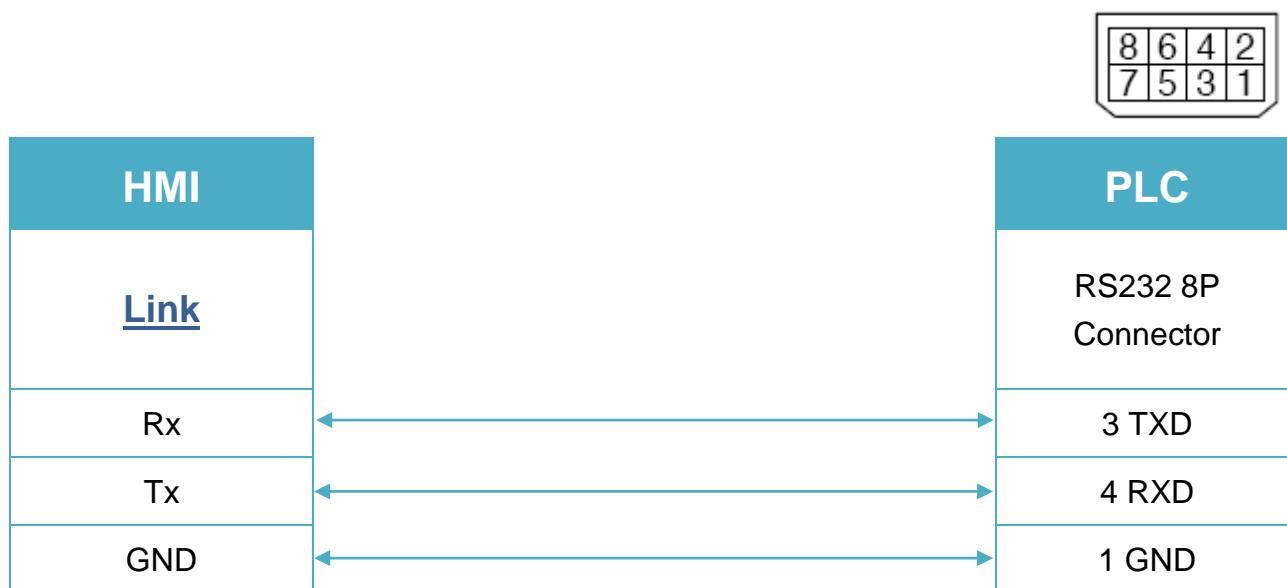 8 6 4 2
7 5 3 1
HMI PLC
Link RS232 8P
Connector
Rx 3 TXD
Tx 4 RXD
GND 1 GND